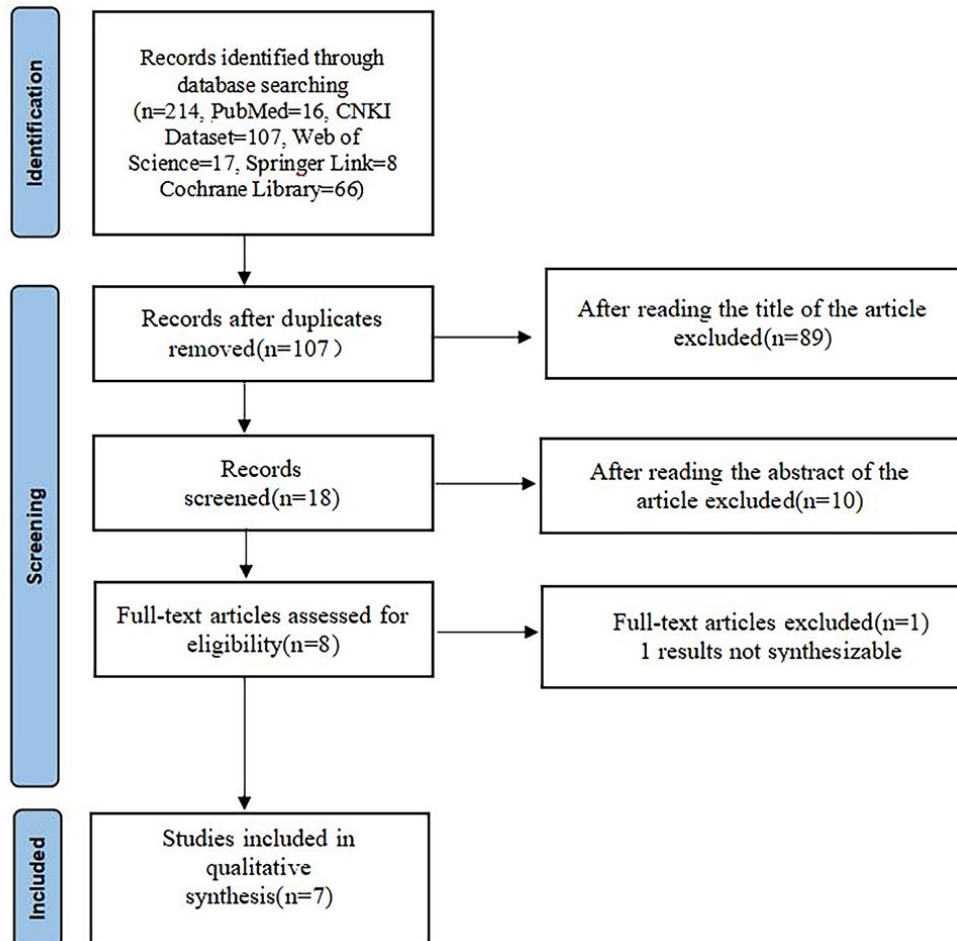 Identification
Records identified through
database searching
(n=214, PubMed=16, CNKI
Dataset=107, Web of
Science=17, Springer Link=8
Cochrane Library=66)
Screening
Records after duplicates
removed(n=107）
After reading the title of the article
excluded(n=89)
Records
screened(n=18)
After reading the abstract of the
article excluded(n=10)
Full-text articles assessed for
eligibility(n=8)
Full-text articles excluded(n=1)
1 results not synthesizable
Included
Studies included in
qualitative
synthesis(n=7)